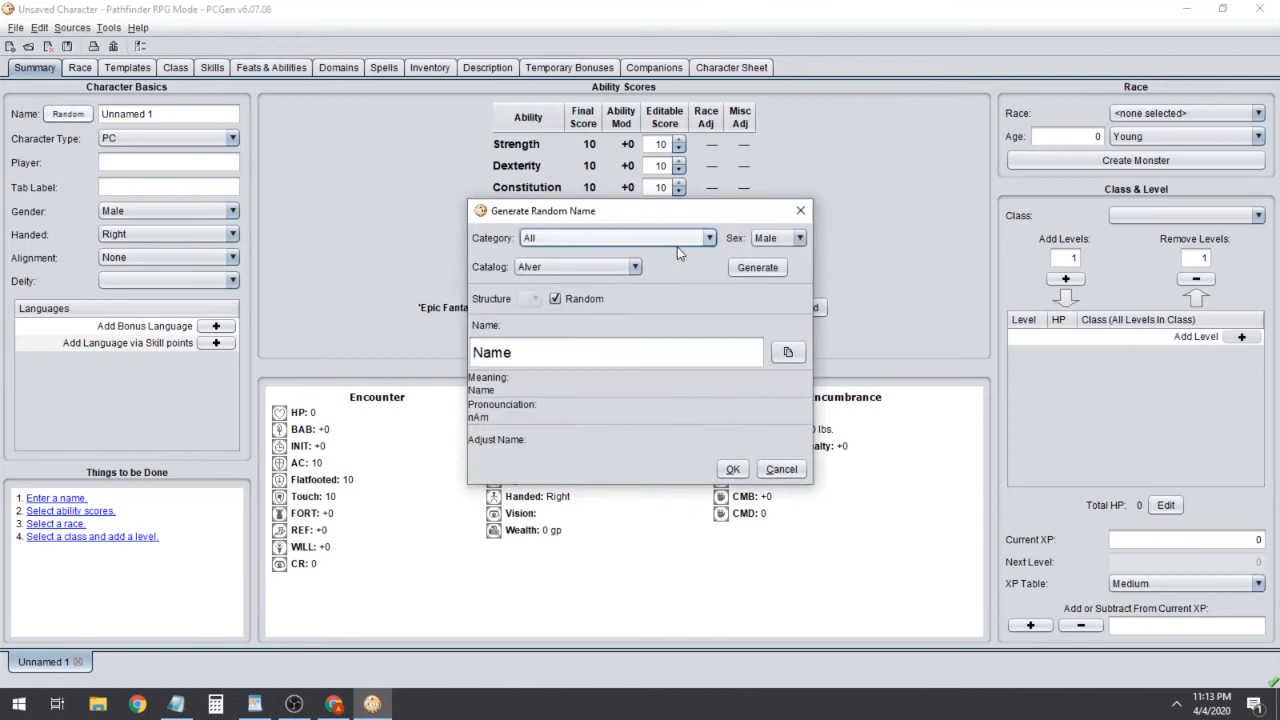 Unsaved Character - Pathfinder RPG Mode - PCGen v6.07.08
File Edit Sources Tools Help
Summary Race Templates Class Skills Feats & Abilities Domains Spells Inventory Description Temporary Bonuses Companions Character Sheet
Character Basics
Name: Random Unnamed 1
Character Type: PC
Player:
Tab Label:
Gender: Male
Handed: Right
Alignment: None
Deity:
Languages
Add Bonus Language +
Add Language via Skill points +
Things to be Done
1. Enter a name.
2. Select ability scores.
3. Select a race.
4. Select a class and add a level.
Ability Scores
Ability Final Score Ability Mod Editable Score Race Adj Misc Adj
Strength 10 +0 10 — —
Dexterity 10 +0 10 — —
Constitution 10 +0 10 — —
'Epic Fanta
d
Generate Random Name
Category: All Sex: Male
Catalog: Alver Generate
Structure Random
Name:
Name
Meaning:
Name
Pronounciation:
nAm
Adjust Name:
OK Cancel
Encounter
HP: 0
BAB: +0
INIT: +0
AC: 10
Flatfooted: 10
Touch: 10
FORT: +0
REF: +0
WILL: +0
CR: 0
Handed: Right
Vision:
Wealth: 0 gp
ncumbrance
0 lbs.
alty: +0
CMB: +0
CMD: 0
Race
Race: <none selected>
Age: 0 Young
Create Monster
Class & Level
Class:
Add Levels: Remove Levels:
1 1
+ −
Level HP Class (All Levels In Class)
Add Level +
Total HP: 0 Edit
Current XP: 0
Next Level: 0
XP Table: Medium
Add or Subtract From Current XP:
+ −
Unnamed 1
11:13 PM
4/4/2020
1